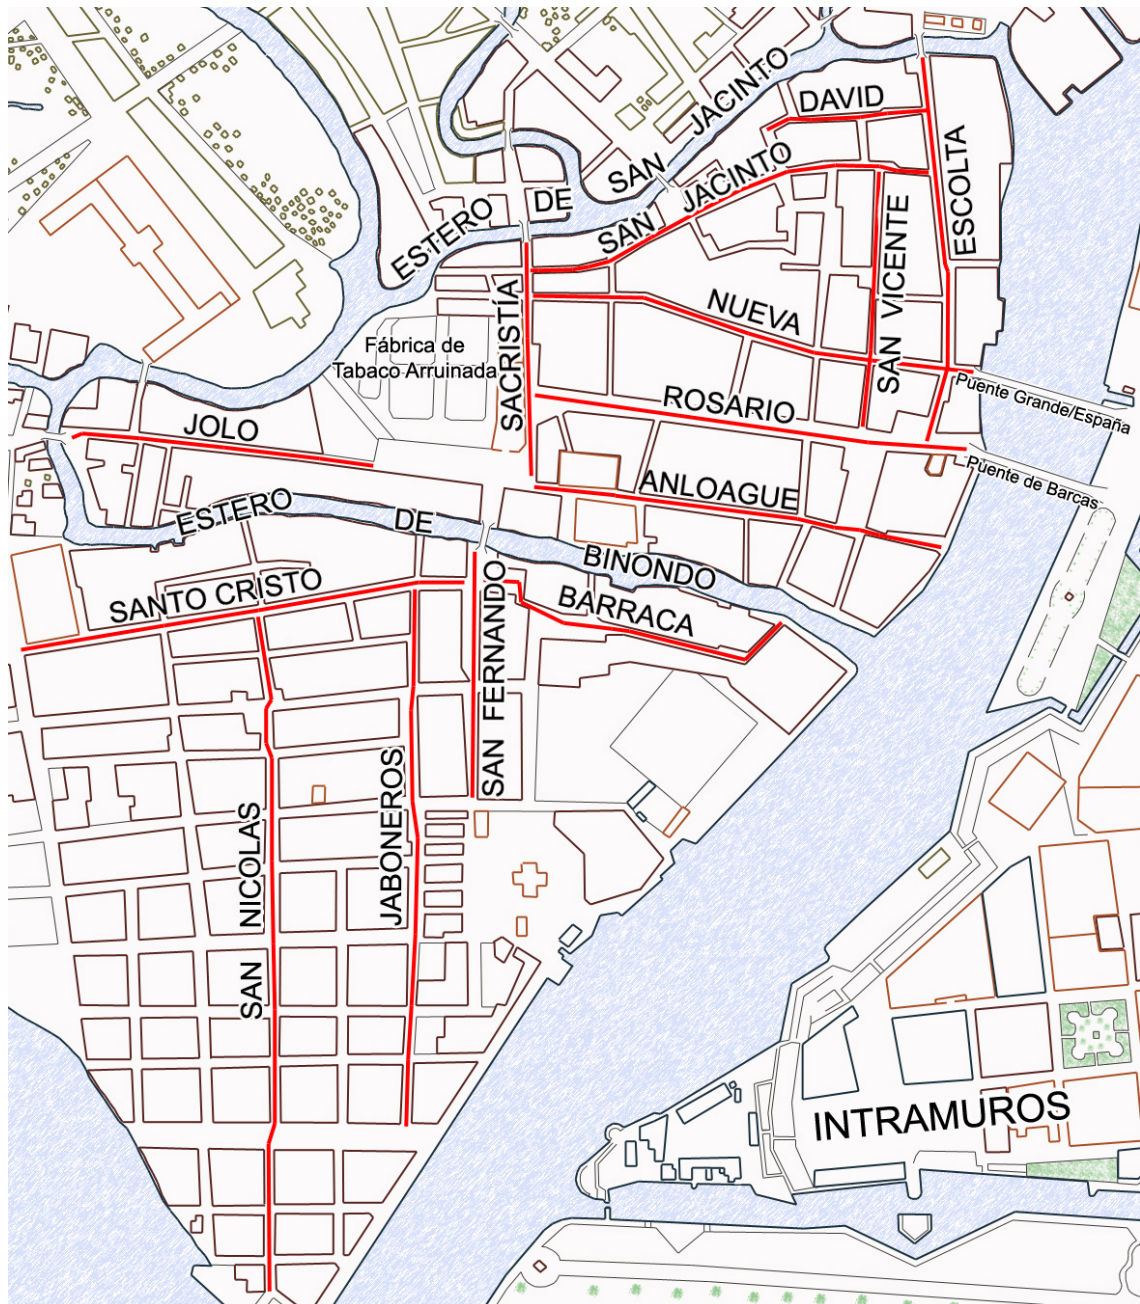 DAVID
ESTERO DE SAN JACINTO
SAN JACINTO
ESCOLTA
SAN VICENTE
NUEVA
SACRISTÍA
Fábrica de
Tabaco Arruinada
Puente Grande/España
ROSARIO
JOLO
Puente de Barcas
ANLOAGUE
ESTERO DE BINONDO
SANTO CRISTO
BARRACA
SAN FERNANDO
JABONEROS
SAN NICOLAS
INTRAMUROS